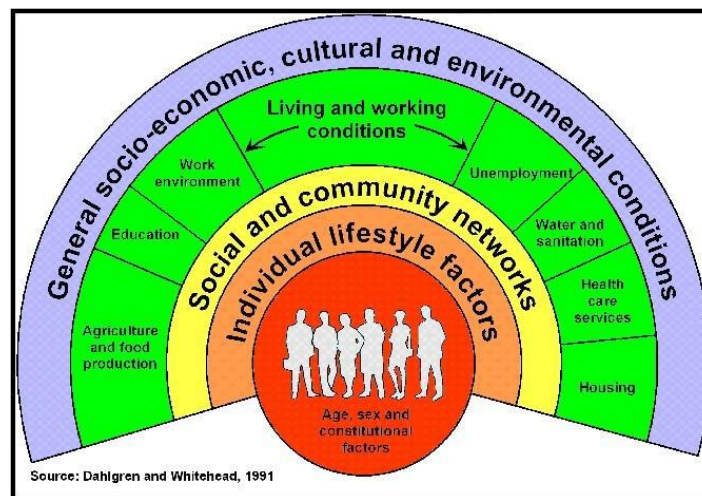 General socio-economic, cultural and environmental conditions
Living and working
conditions
Work
environment
Unemployment
Education
Water and
sanitation
Agriculture
and food
production
Health
care
services
Housing
Social and community networks
Individual lifestyle factors
Age, sex and
constitutional
factors
Source: Dahlgren and Whitehead, 1991